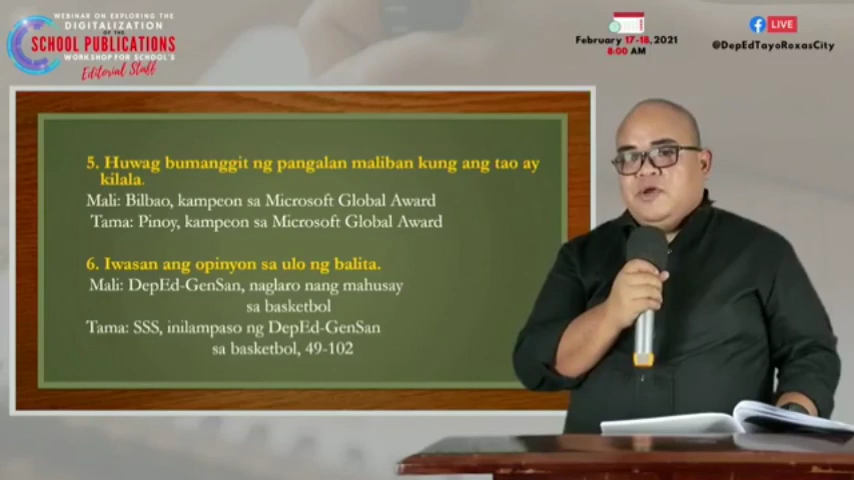 WEBINAR ON EXPLORING THE
DIGITALIZATION
OF THE
SCHOOL PUBLICATIONS
WORKSHOP FOR SCHOOL'S
Editorial Staff
February 17-18, 2021
8:00 AM
LIVE
@DepEdTayoRoxasCity
5. Huwag bumanggit ng pangalan maliban kung ang tao ay
kilala.
Mali: Bilbao, kampeon sa Microsoft Global Award
Tama: Pinoy, kampeon sa Microsoft Global Award
6. Iwasan ang opinyon sa ulo ng balita.
Mali: DepEd-GenSan, naglaro nang mahusay
sa basketbol
Tama: SSS, inilampaso ng DepEd-GenSan
sa basketbol, 49-102